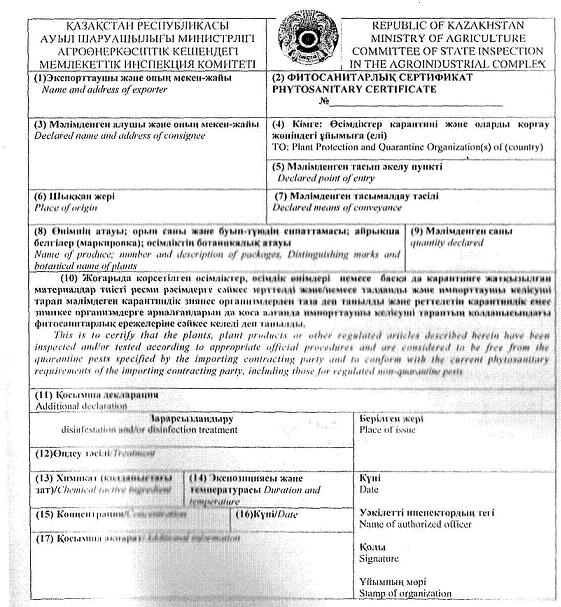 ҚАЗАҚСТАН РЕСПУБЛИКАСЫ
АУЫЛ ШАРУАШЫЛЫҒЫ МИНИСТРЛІГІ
АГРОӨНЕРКӘСІПТІК КЕШЕНДЕГІ
МЕМЛЕКЕТТІК ИНСПЕКЦИЯ КОМИТЕТІ
REPUBLIC OF KAZAKHSTAN
MINISTRY OF AGRICULTURE
COMMITTEE OF STATE INSPECTION
IN THE AGROINDUSTRIAL COMPLEX
(1)Экспорттаушы және оның мекен-жайы
Name and address of exporter
(2) ФИТОСАНИТАРЛЫҚ СЕРТИФИКАТ
PHYTOSANITARY CERTIFICATE
№
(3) Мәлімденген алушы және оның мекен-жайы
Declared name and address of consignee
(4) Кімге: Өсімдіктер карантині және оларды қорғау
жөніндегі ұйымыға (елі)
TO: Plant Protection and Quarantine Organization(s) of (country)
(5) Мәлімденген тасып әкелу пункті
Declared point of entry
(6) Шыққан жері
Place of origin
(7) Мәлімденген тасымалдау тәсілі
Declared means of conveyance
(8) Өнімнің атауы; орын саны және буып-түюдің сипаттамасы; айрықша
белгілер (маркировка); өсімдіктің ботаникалық атауы
Name of produce; number and description of packages, Distinguishing marks and
botanical name of plants
(9) Мәлімденген саны
quantity declared
(10) Жоғарыда көрсетілген өсімдіктер, өсімдік өнімдері немесе басқа да карантинге жатқызылған
материалдар тиісті ресми рәсімдерге сәйкес зерттелді және/немесе талданды және импорттаушы келісуші
тарап мәлімдеген карантиндік зиянкес организмлерден таза деп танылды және реттелетін карантиндік емес
зиянкес организмдерге арналғандарын да қоса алғанда импорттаушы келісуші тараптың қолданысындағы
фитосанитарлық ережелеріне сәйкес келеді деп танылды.
This is to certify that the plants, plant products or other regulated articles described herein have been
inspected and/or tested according to appropriate official procedures and are considered to be free from the
quarantine pests specified by the importing contracting party and to conform with the current phytosanitary
requirements of the importing contracting party, including those for regulated non-quarantine pests
(11) Қосымша декларация
Additional declaration
Зарарсыздандыру
disinfestation and/or disinfection treatment
Берілген жері
Place of issue
(12)Өңдеу тәсілі/Treatment
(13) Химикат (қолданыстағы
зат)/Chemical (active ingredient)
(14) Экспозициясы және
температурасы Duration and
temperature
Күні
Date
(15) Концентрация/Concentration
(16)Күні/Date
Уәкілетті инспектордың тегі
Name of authorized officer
(17) Қосымша ақпарат/Additional information
Қолы
Signature
Ұйымның мөрі
Stamp of organization